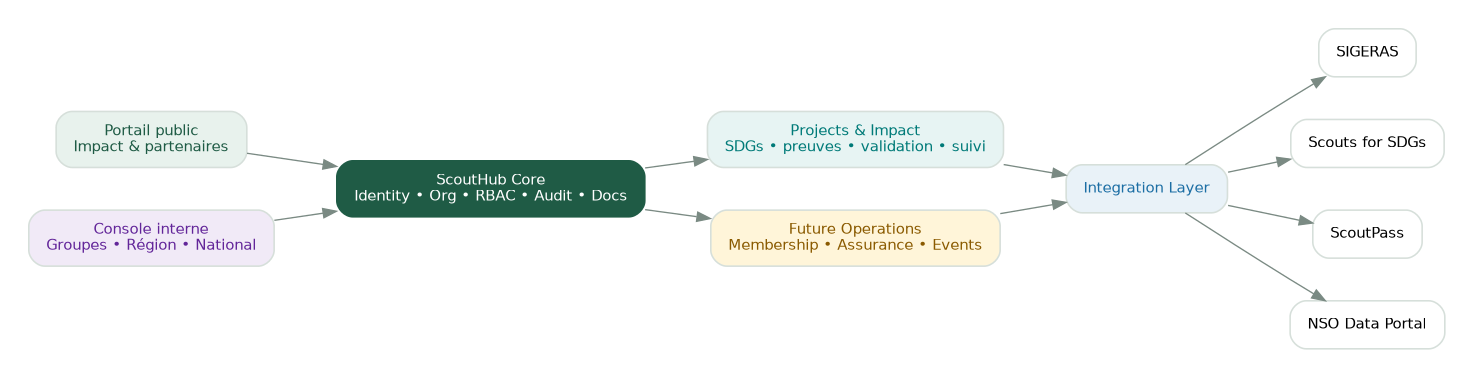 Portail public
Impact & partenaires
Console interne
Groupes • Région • National
ScoutHub Core
Identity • Org • RBAC • Audit • Docs
Projects & Impact
SDGs • preuves • validation • suivi
Future Operations
Membership • Assurance • Events
Integration Layer
SIGERAS
Scouts for SDGs
ScoutPass
NSO Data Portal